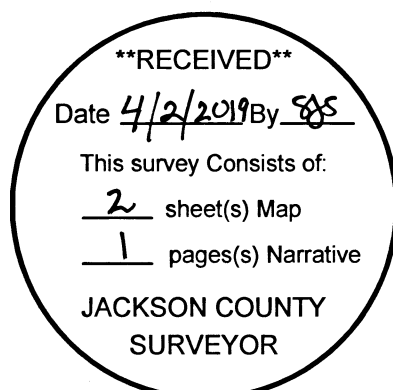 **RECEIVED**
Date 4/2/2019 By SJS
This survey Consists of:
2 sheet(s) Map
1 pages(s) Narrative
JACKSON COUNTY
SURVEYOR